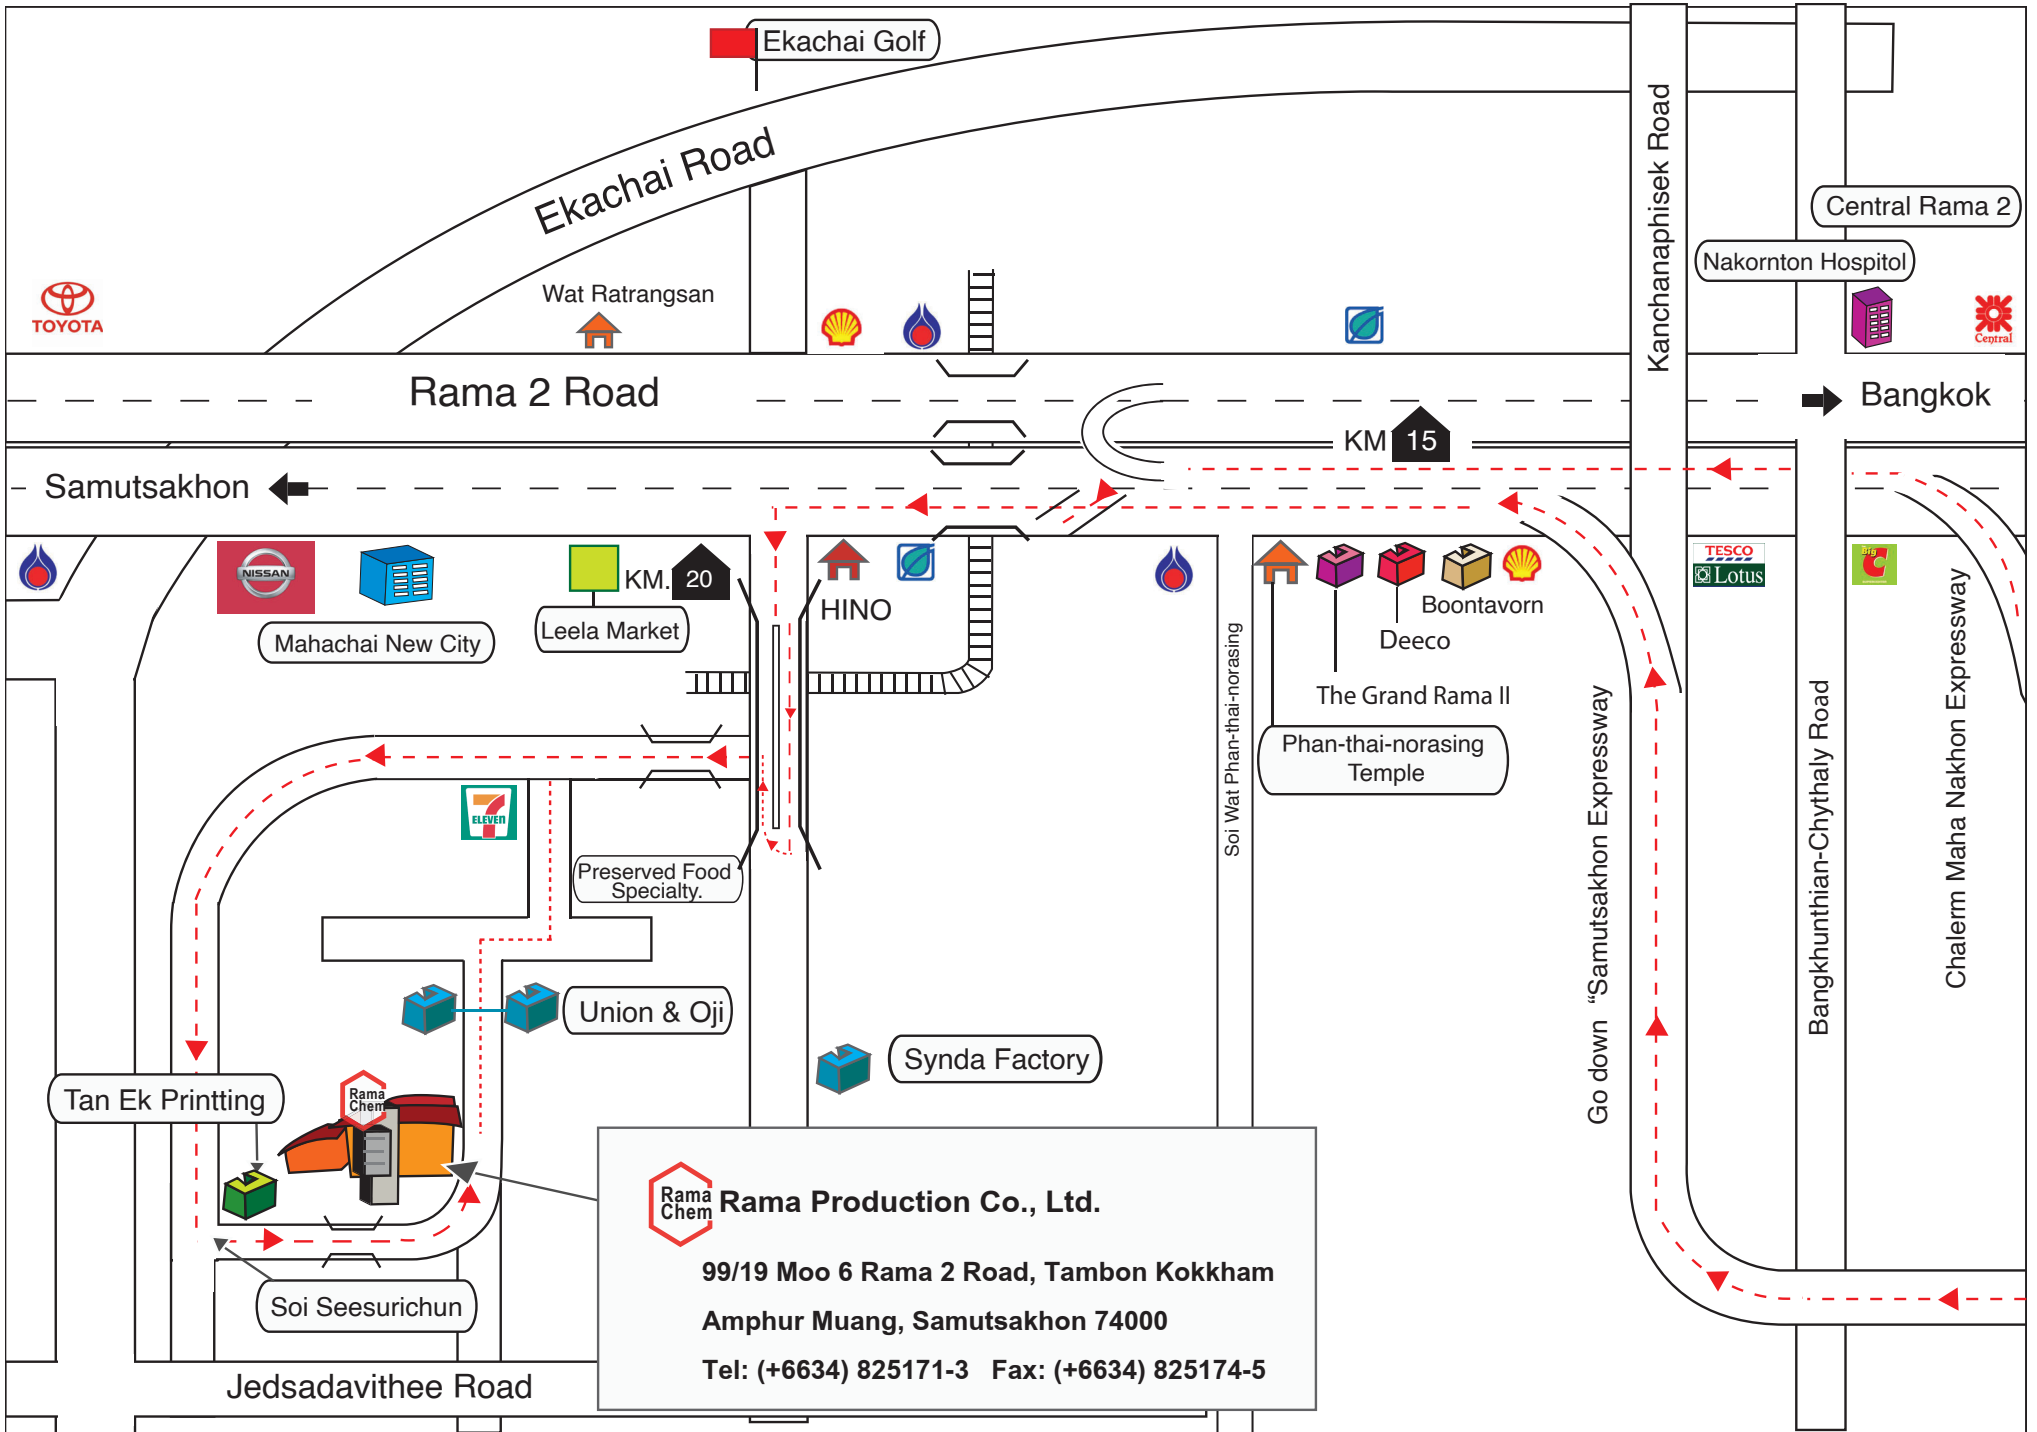 Ekachai Golf
Ekachai Road
Kanchanaphisek Road
Central Rama 2
Nakornton Hospitol
TOYOTA
Wat Ratrangsan
Central
Rama 2 Road
Bangkok
KM 15
Samutsakhon
NISSAN
Mahachai New City
Leela Market
KM. 20
HINO
TESCO
Lotus
Big
C
Boontavorn
Deeco
The Grand Rama II
Phan-thai-norasing
Temple
Soi Wat Phan-thai-norasing
Go down "Samutsakhon Expressway
Bangkhunthian-Chythaly Road
Chalerm Maha Nakhon Expressway
7
ELEVEN
Preserved Food
Specialty.
Union & Oji
Synda Factory
Tan Ek Printting
Rama
Chem
Soi Seesurichun
Jedsadavithee Road
Rama
Chem
Rama Production Co., Ltd.
99/19 Moo 6 Rama 2 Road, Tambon Kokkham
Amphur Muang, Samutsakhon 74000
Tel: (+6634) 825171-3 Fax: (+6634) 825174-5